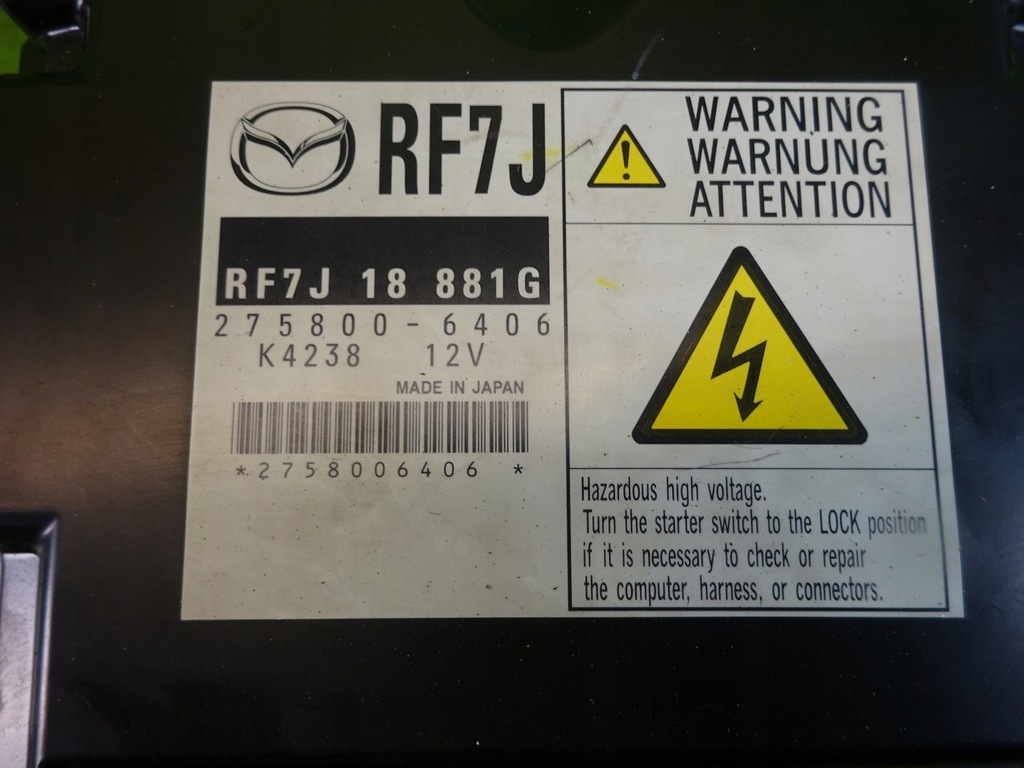 RF7J
RF7J 18 881G
275800-6406
K4238 12V
MADE IN JAPAN
*2758006406*
WARNING
WARNÜNG
ATTENTION
Hazardous high voltage.
Turn the starter switch to the LOCK position
if it is necessary to check or repair
the computer, harness, or connectors.